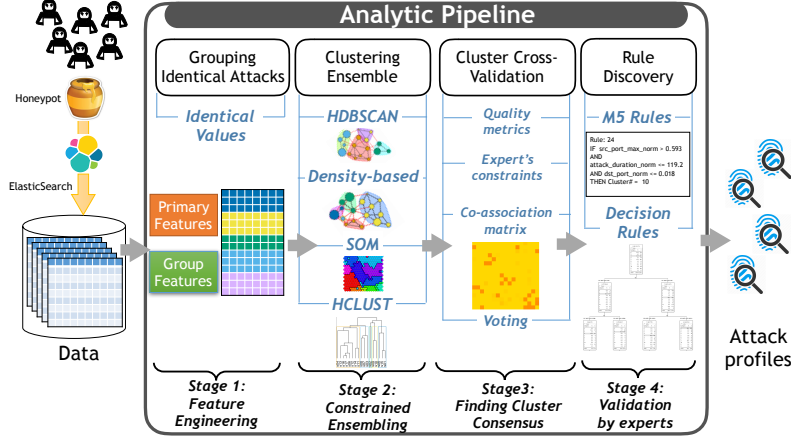 Analytic Pipeline
Honeypot
ElasticSearch
Data
Grouping
Identical Attacks
Identical
Values
Primary
Features
Group
Features
Stage 1:
Feature
Engineering
Clustering
Ensemble
HDBSCAN
Density-based
SOM
HCLUST
Stage 2:
Constrained
Ensembling
Cluster Cross-
Validation
Quality
metrics
Expert's
constraints
Co-association
matrix
Voting
Stage3:
Finding Cluster
Consensus
Rule
Discovery
M5 Rules
Rule: 24
IF src_port_max_norm > 0.593
AND
attack_duration_norm <= 119.2
AND dst_port_norm <= 0.018
THEN Cluster# = 10
Decision
Rules
Stage 4:
Validation
by experts
Attack
profiles